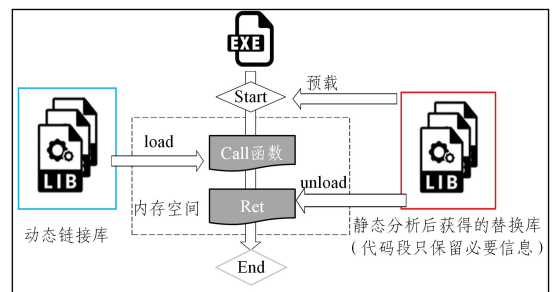 EXE
预载
Start
load
Call函数
LIB
LIB
unload
内存空间
Ret
动态链接库
静态分析后获得的替换库
(代码段只保留必要信息)
End